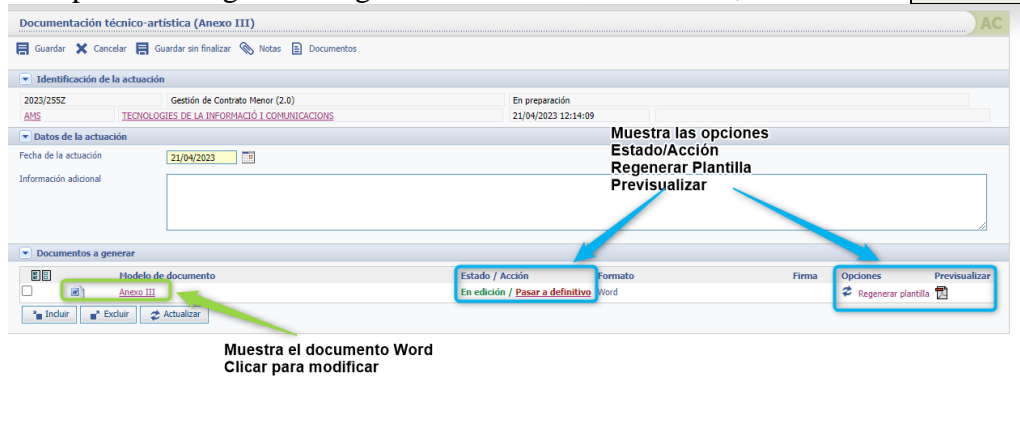 Documentación técnico-artística (Anexo III) AC
Guardar Cancelar Guardar sin finalizar Notas Documentos
Identificación de la actuación
2023/255Z Gestión de Contrato Menor (2.0) En preparación
AMS TECNOLOGIES DE LA INFORMACIÓ I COMUNICACIONS 21/04/2023 12:14:09
Datos de la actuación
Fecha de la actuación 21/04/2023
Información adicional
Muestra las opciones
Estado/Acción
Regenerar Plantilla
Previsualizar
Documentos a generar
Modelo de documento Estado / Acción Formato Firma Opciones Previsualizar
Anexo III En edición / Pasar a definitivo Word Regenerar plantilla
Incluir Excluir Actualizar
Muestra el documento Word
Clicar para modificar